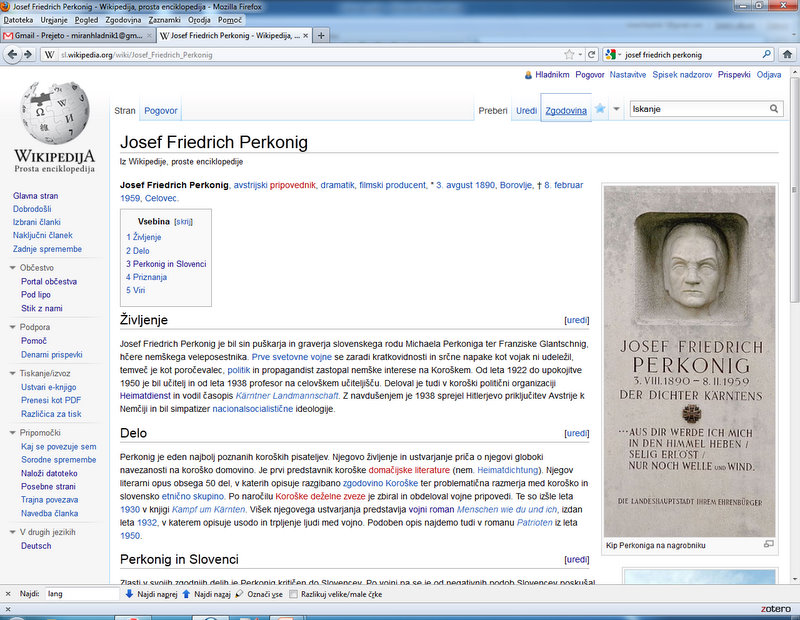 Josef Friedrich Perkonig - Wikipedija, prosta enciklopedija - Mozilla Firefox
Datoteka Urejanje Pogled Zgodovina Zaznamki Orodja Pomoč
Gmail - Prejeto - miranhladnik1@gm...
Josef Friedrich Perkonig - Wikipedija, ...
sl.wikipedia.org/wiki/Josef_Friedrich_Perkonig
josef friedrich perkonig
Hladnikm Pogovor Nastavitve Spisek nadzorov Prispevki Odjava
Stran Pogovor
Preberi Uredi Zgodovina
Iskanje
WIKIPEDIJA
Prosta enciklopedija
Glavna stran
Dobrodošli
Izbrani članki
Naključni članek
Zadnje spremembe
Občestvo
Portal občestva
Pod lipo
Stik z nami
Podpora
Pomoč
Denarni prispevki
Tiskanje/izvoz
Ustvari e-knjigo
Prenesi kot PDF
Različica za tisk
Pripomočki
Kaj se povezuje sem
Sorodne spremembe
Naloži datoteko
Posebne strani
Trajna povezava
Navedba članka
V drugih jezikih
Deutsch
Josef Friedrich Perkonig
Iz Wikipedije, proste enciklopedije
Josef Friedrich Perkonig, avstrijski pripovednik, dramatik, filmski producent, * 3. avgust 1890, Borovlje, † 8. februar
1959, Celovec.
Vsebina [skrij]
1 Življenje
2 Delo
3 Perkonig in Slovenci
4 Priznanja
5 Viri
Življenje [uredi]
Josef Friedrich Perkonig je bil sin puškarja in graverja slovenskega rodu Michaela Perkoniga ter Franziske Glantschnig,
hčere nemškega veleposestnika. Prve svetovne vojne se zaradi kratkovidnosti in srčne napake kot vojak ni udeležil,
temveč je kot poročevalec, politik in propagandist zastopal nemške interese na Koroškem. Od leta 1922 do upokojitve
1950 je bil učitelj in od leta 1938 profesor na celovškem učiteljišču. Deloval je tudi v koroški politični organizaciji
Heimatdienst in vodil časopis Kärntner Landmannschaft. Z navdušenjem je 1938 sprejel Hitlerjevo priključitev Avstrije k
Nemčiji in bil simpatizer nacionalsocialistične ideologije.
Delo [uredi]
Perkonig je eden najbolj poznanih koroških pisateljev. Njegovo življenje in ustvarjanje priča o njegovi globoki
navezanosti na koroško domovino. Je prvi predstavnik koroške domačijske literature (nem. Heimatdichtung). Njegov
literarni opus obsega 50 del, v katerih opisuje razgibano zgodovino Koroške ter problematična razmerja med koroško in
slovensko etnično skupino. Po naročilu Koroške deželne zveze je zbiral in obdeloval vojne pripovedi. Te so izšle leta
1930 v knjigi Kampf um Kärnten. Višek njegovega ustvarjanja predstavlja vojni roman Menschen wie du und ich, izdan
leta 1932, v katerem opisuje usodo in trpljenje ljudi med vojno. Podoben opis najdemo tudi v romanu Patrioten iz leta
1950.
Perkonig in Slovenci [uredi]
Zlasti v svojih zgodnjih delih je Perkonig kritičen do Slovencev. Po vojni pa se je od negativnih podob Slovencev poskušal
JOSEF FRIEDRICH
PERKONIG
3. VIII. 1890 – 8. II. 1959
DER DICHTER KÄRNTENS
...AUS DIR WERDE ICH MICH
IN DEN HIMMEL HEBEN /
SELIG ERLÖST /
NUR NOCH WELLE UND WIND.
DIE LANDESHAUPTSTADT IHREM EHRENBÜRGER
Kip Perkoniga na nagrobniku
Najdi: lang Najdi naprej Najdi nazaj Označi vse Razlikuj velike/male črke
zotero